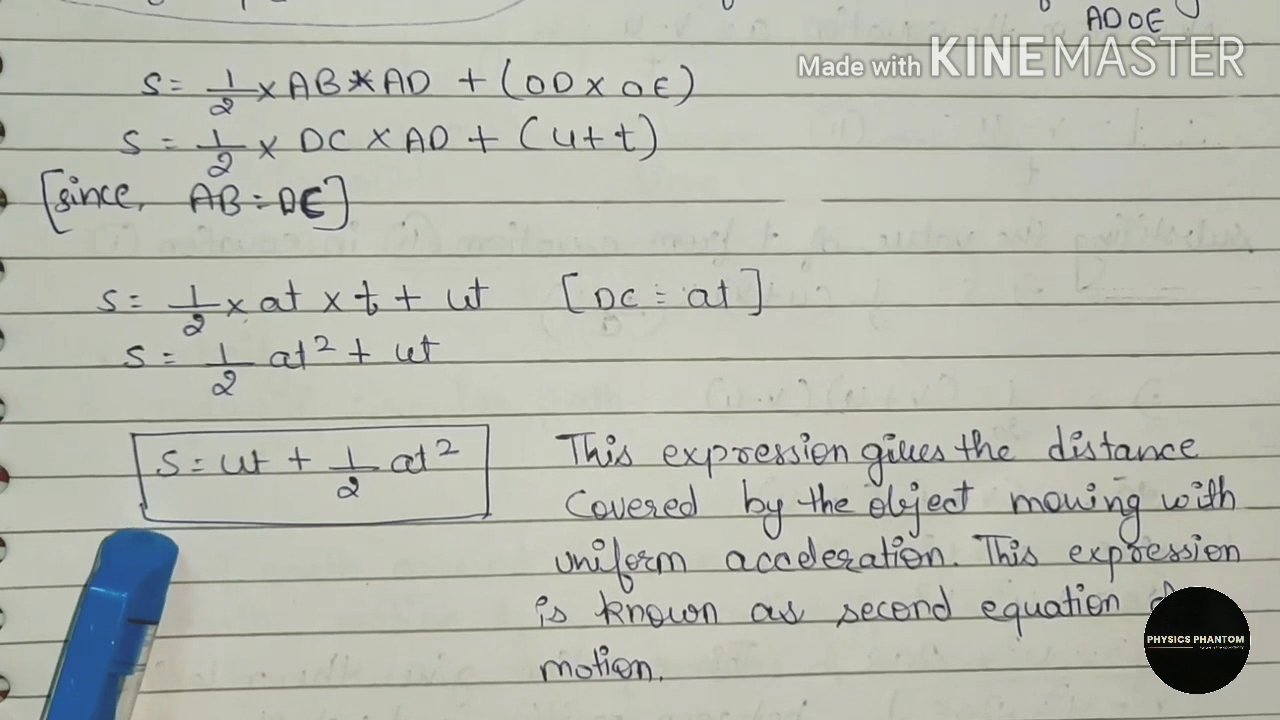 ADOE
Made with KINEMASTER
S = 1/2 × AB × AD + (OD × OE)
S = 1/2 × DC × AD + (u + t)
[since, AB = DC]
S = 1/2 × at × t + ut [DC = at]
S = 1/2 at² + ut
S = ut + 1/2 at²
This expression gives the distance
Covered by the object moving with
uniform acceleration. This expression
is known as second equation
motion.
PHYSICS PHANTOM